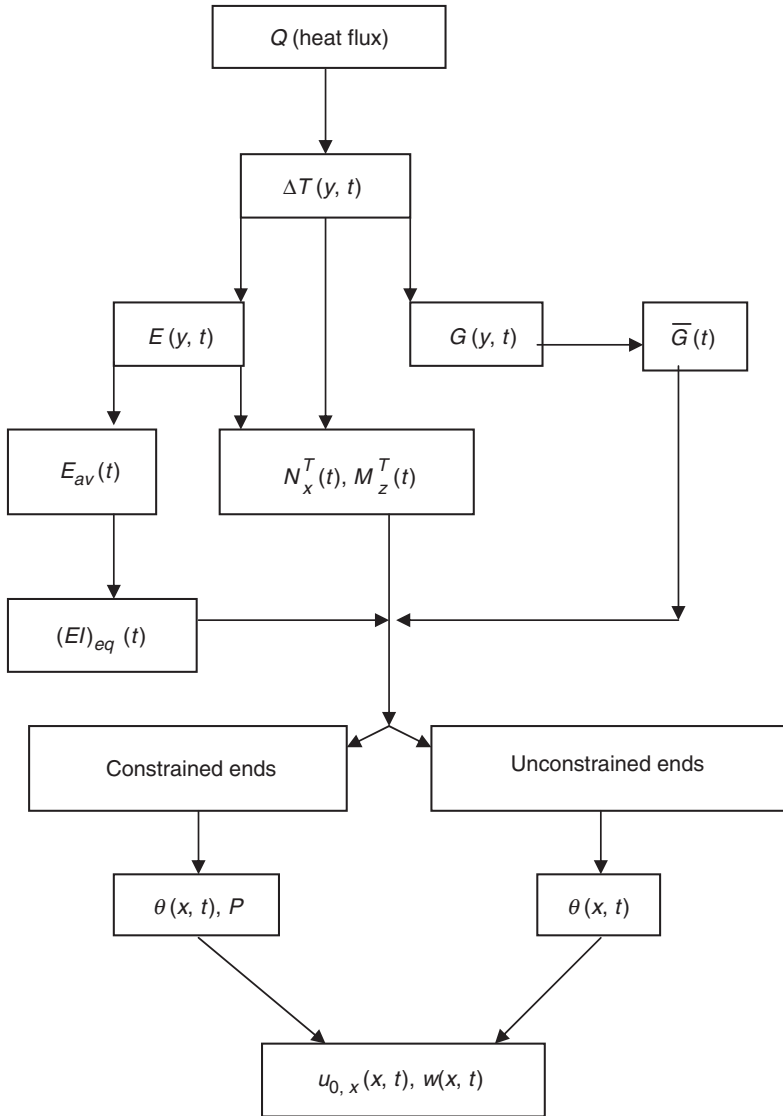 Q (heat flux)
ΔT (y, t)
E (y, t)
G (y, t)
G̅ (t)
E_av (t)
N_x^T (t), M_z^T (t)
(EI)_eq (t)
Constrained ends
Unconstrained ends
θ (x, t), P
θ (x, t)
u_0, x (x, t), w(x, t)